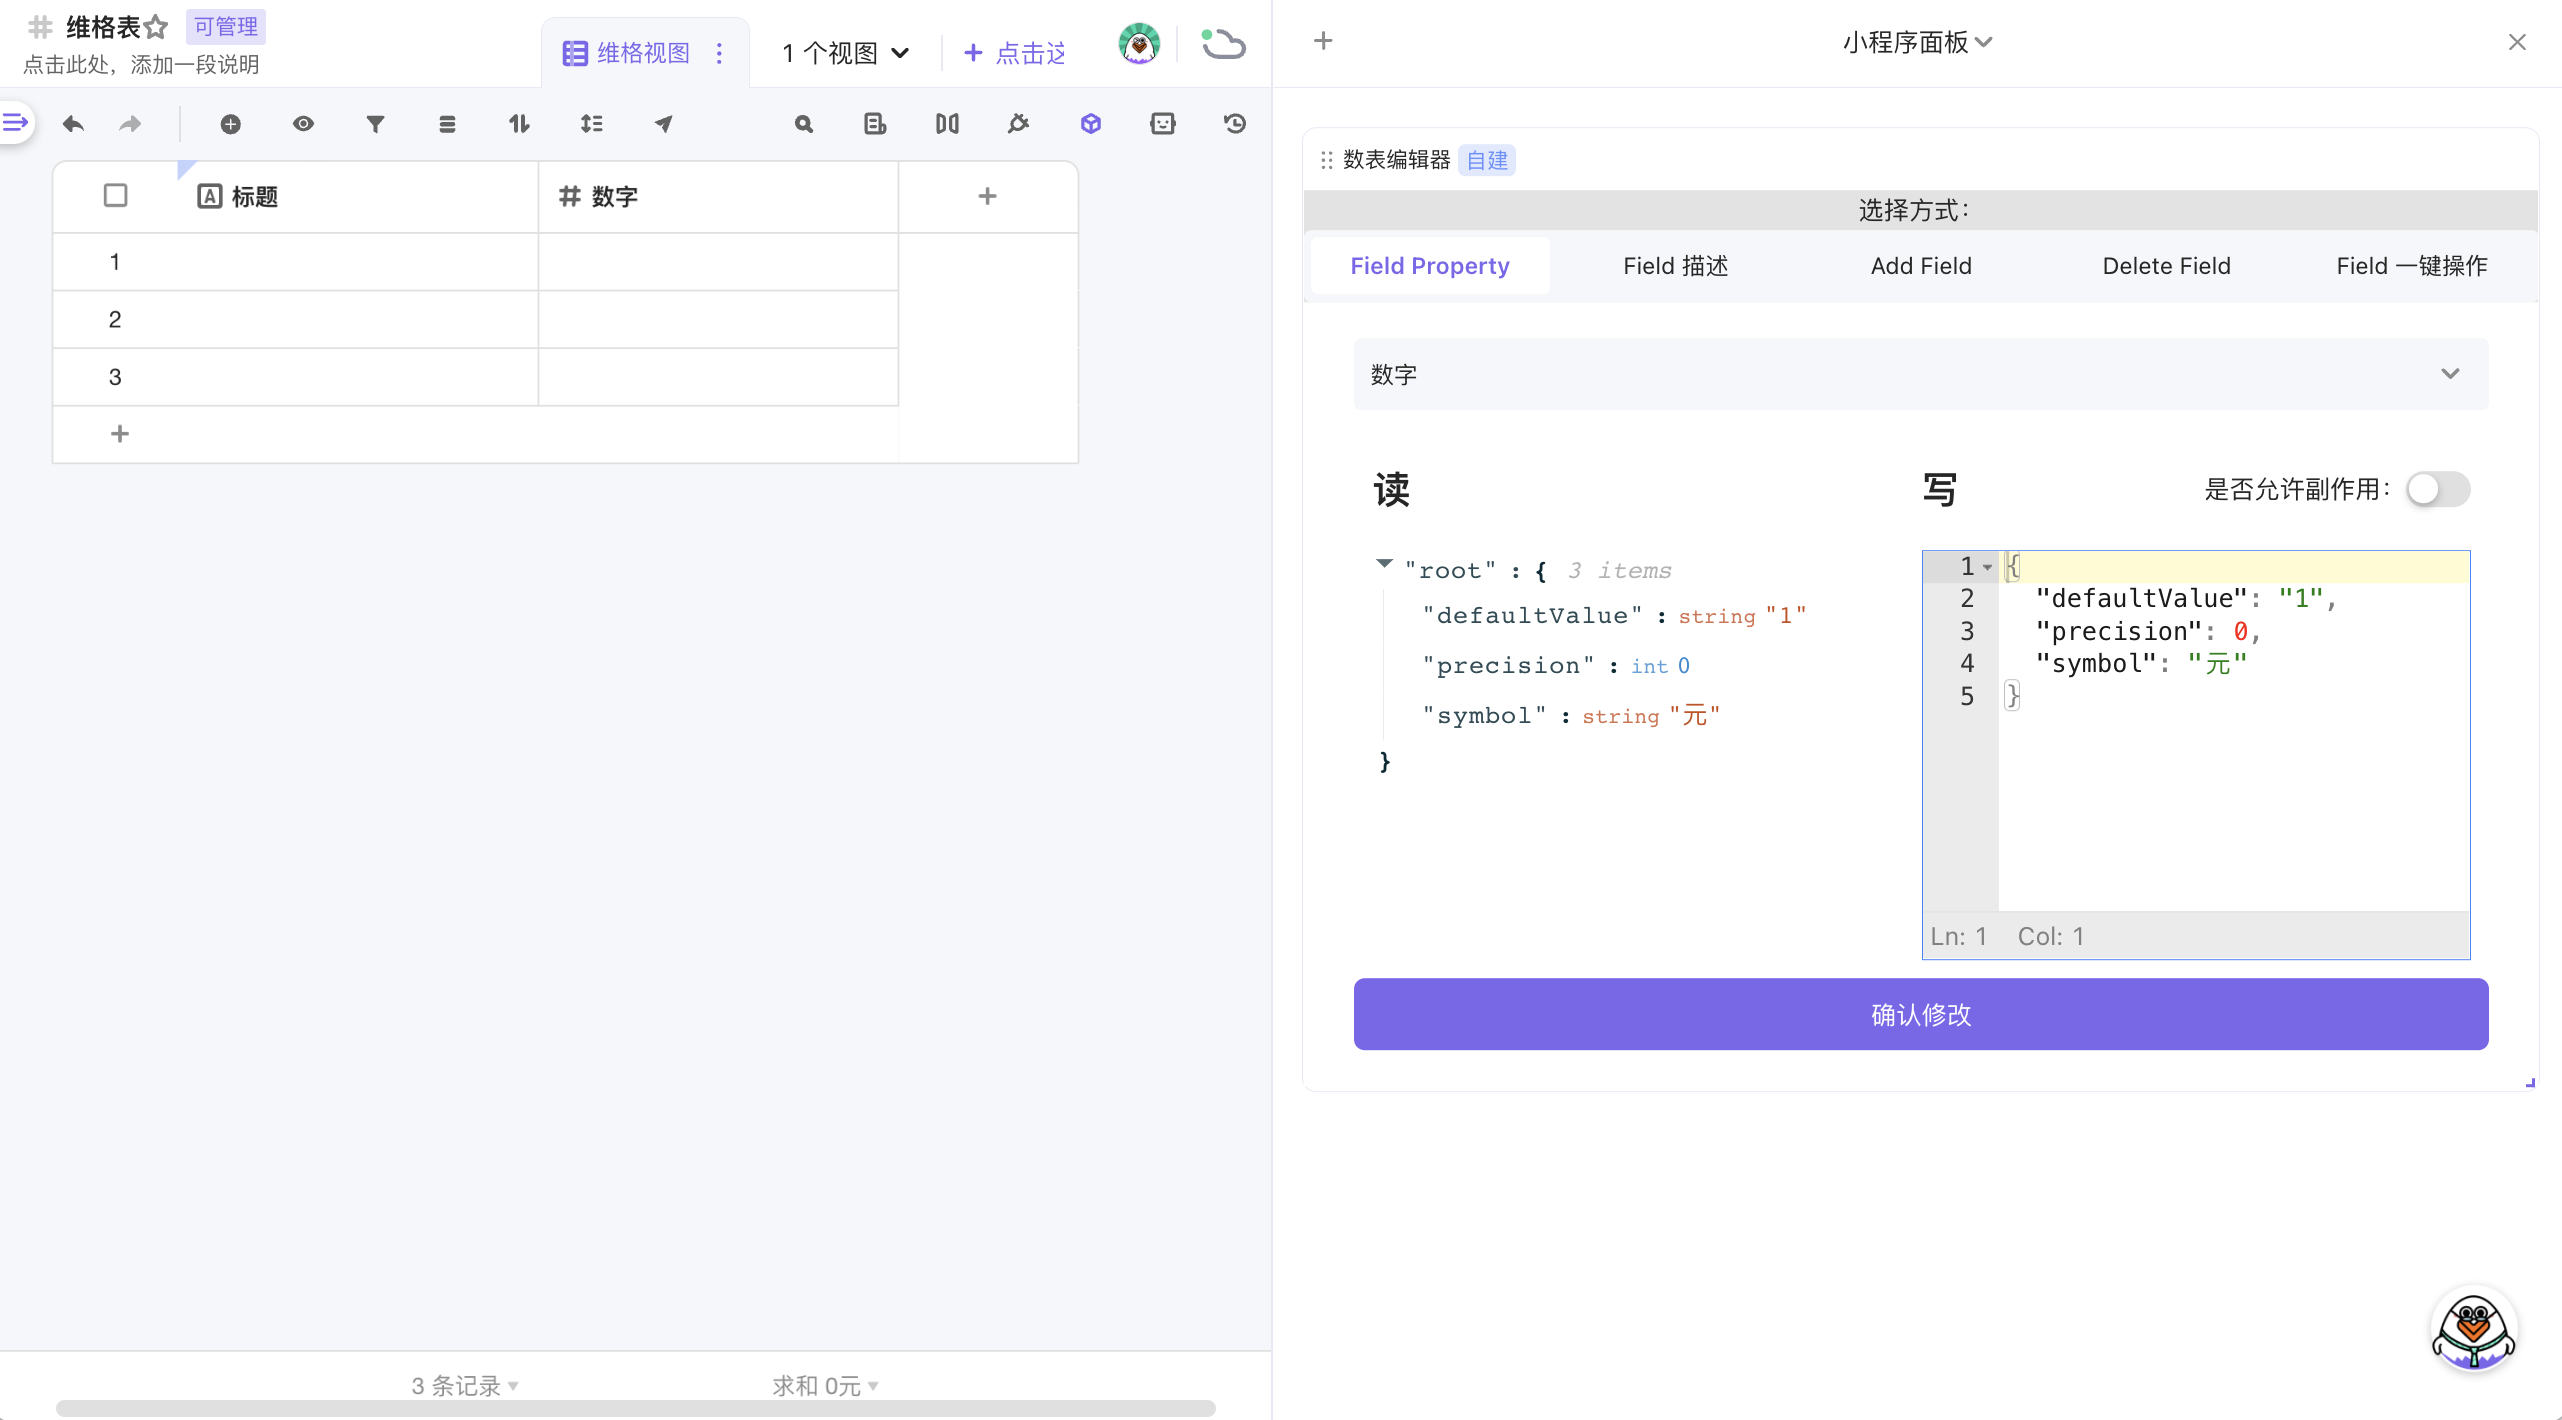 维格表 可管理
点击此处，添加一段说明
维格视图
1 个视图
+ 点击这
标题
数字
1
2
3
3 条记录
求和 0元
小程序面板
数表编辑器 自建
选择方式：
Field Property
Field 描述
Add Field
Delete Field
Field 一键操作
数字
读
"root" : { 3 items
"defaultValue" : string "1"
"precision" : int 0
"symbol" : string "元"
}
写
是否允许副作用：
1 {
2 "defaultValue": "1",
3 "precision": 0,
4 "symbol": "元"
5 }
Ln: 1 Col: 1
确认修改